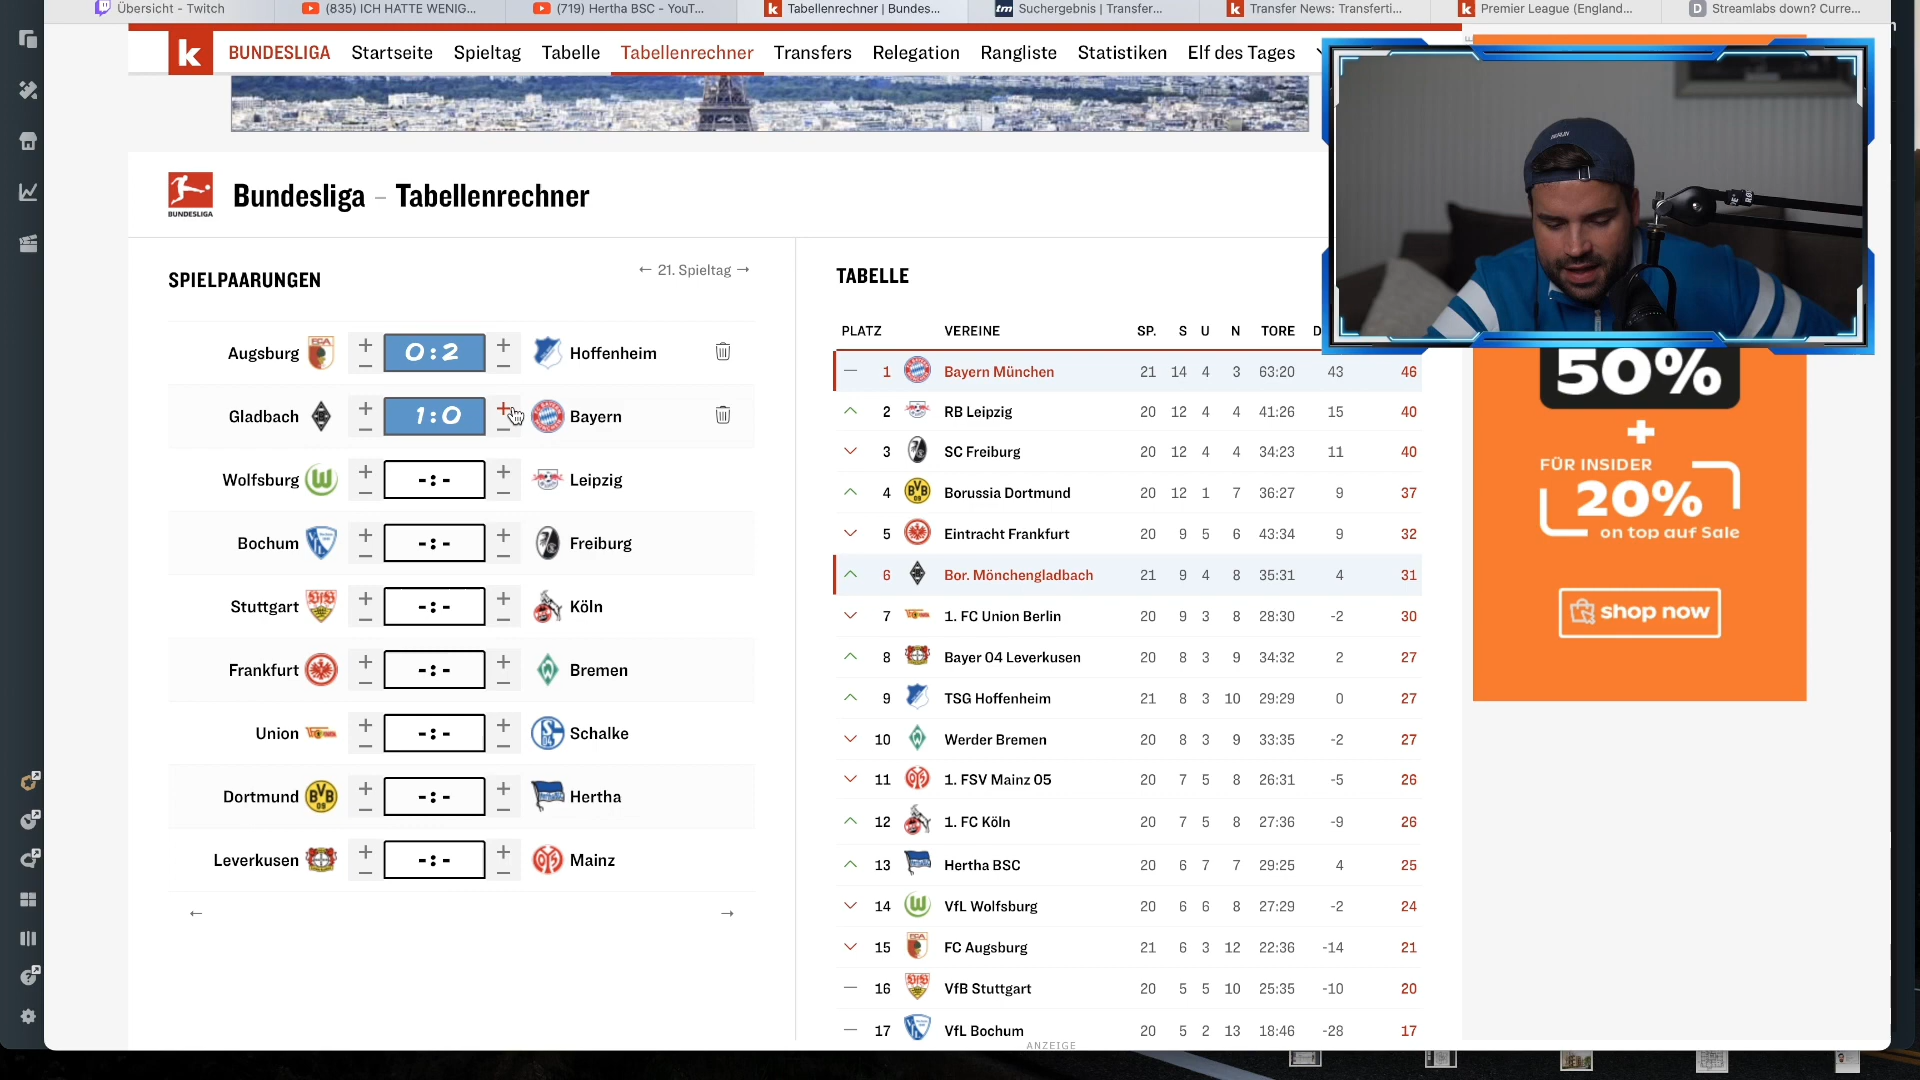 Übersicht - Twitch
(835) ICH HATTE WENIG...
(719) Hertha BSC - YouT...
Tabellenrechner | Bundes...
tm Suchergebnis | Transfer...
Transfer News: Transferti...
Premier League (England...
Streamlabs down? Curre...
k BUNDESLIGA Startseite Spieltag Tabelle Tabellenrechner Transfers Relegation Rangliste Statistiken Elf des Tages
BUNDESLIGA
Bundesliga – Tabellenrechner
SPIELPAARUNGEN
← 21. Spieltag →
Augsburg + − 0:2 + − Hoffenheim
Gladbach + − 1:0 + − Bayern
Wolfsburg + − -:- + − Leipzig
Bochum + − -:- + − Freiburg
Stuttgart + − -:- + − Köln
Frankfurt + − -:- + − Bremen
Union + − -:- + − Schalke
Dortmund + − -:- + − Hertha
Leverkusen + − -:- + − Mainz
← →
TABELLE
PLATZ VEREINE SP. S U N TORE D
1 Bayern München 21 14 4 3 63:20 43 46
2 RB Leipzig 20 12 4 4 41:26 15 40
3 SC Freiburg 20 12 4 4 34:23 11 40
4 Borussia Dortmund 20 12 1 7 36:27 9 37
5 Eintracht Frankfurt 20 9 5 6 43:34 9 32
6 Bor. Mönchengladbach 21 9 4 8 35:31 4 31
7 1. FC Union Berlin 20 9 3 8 28:30 -2 30
8 Bayer 04 Leverkusen 20 8 3 9 34:32 2 27
9 TSG Hoffenheim 21 8 3 10 29:29 0 27
10 Werder Bremen 20 8 3 9 33:35 -2 27
11 1. FSV Mainz 05 20 7 5 8 26:31 -5 26
12 1. FC Köln 20 7 5 8 27:36 -9 26
13 Hertha BSC 20 6 7 7 29:25 4 25
14 VfL Wolfsburg 20 6 6 8 27:29 -2 24
15 FC Augsburg 21 6 3 12 22:36 -14 21
16 VfB Stuttgart 20 5 5 10 25:35 -10 20
17 VfL Bochum 20 5 2 13 18:46 -28 17
ANZEIGE
BERLIN
50%
+
FÜR INSIDER
20%
on top auf Sale
shop now